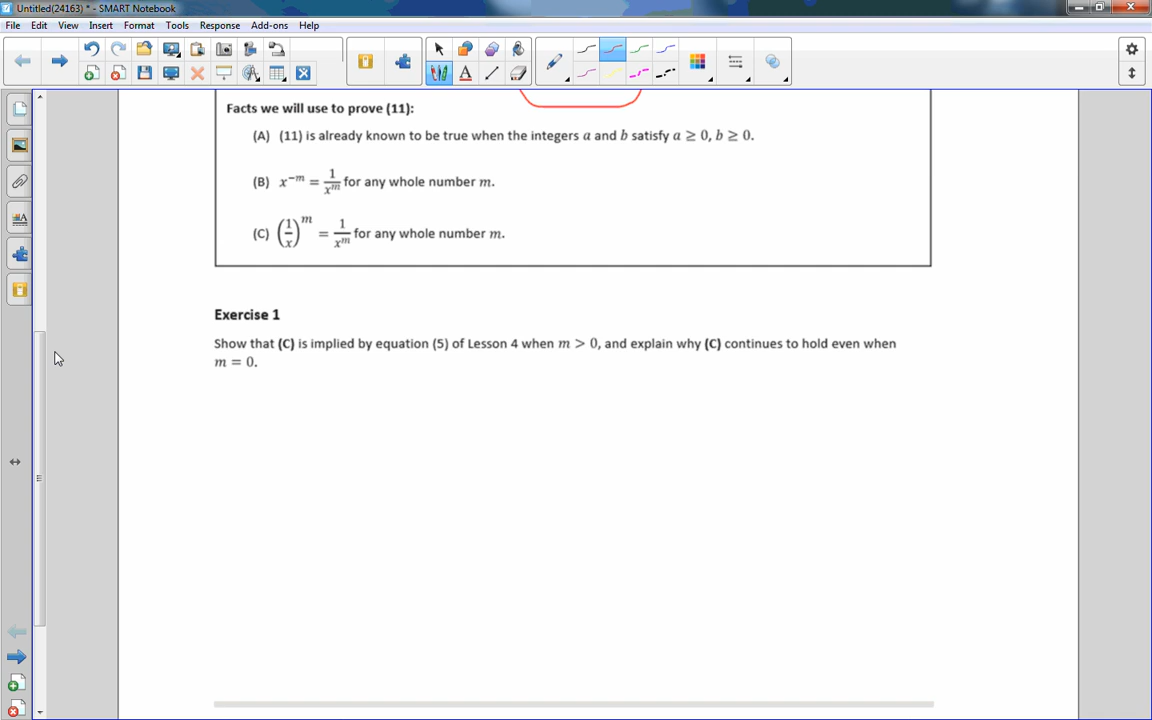 Untitled(24163) * - SMART Notebook
File Edit View Insert Format Tools Response Add-ons Help
Facts we will use to prove (11):
(A) (11) is already known to be true when the integers a and b satisfy a ≥ 0, b ≥ 0.
(B) x^{-m} = 1/x^m for any whole number m.
(C) (1/x)^m = 1/x^m for any whole number m.
Exercise 1
Show that (C) is implied by equation (5) of Lesson 4 when m > 0, and explain why (C) continues to hold even when
m = 0.